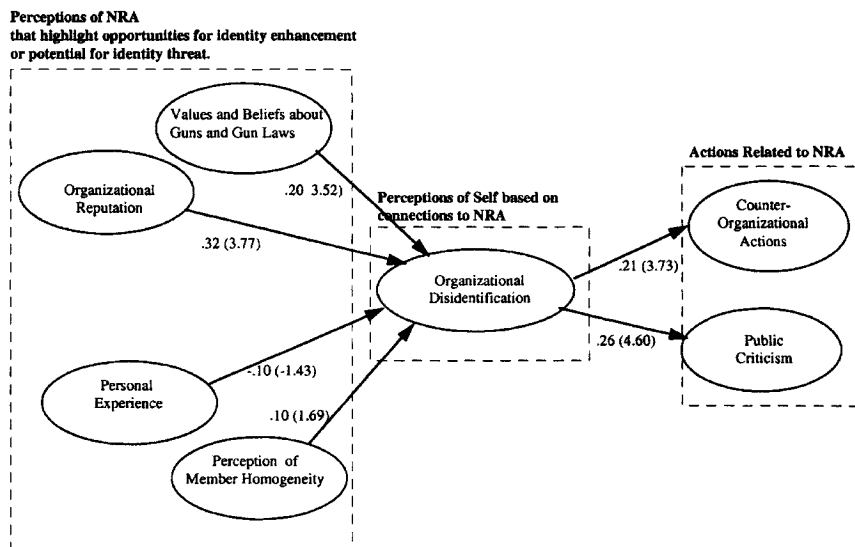 Perceptions of NRA
that highlight opportunities for identity enhancement
or potential for identity threat.
Values and Beliefs about
Guns and Gun Laws
Organizational
Reputation
.20 3.52)
.32 (3.77)
Personal
Experience
-.10 (-1.43)
.10 (1.69)
Perception of
Member Homogeneity
Perceptions of Self based on
connections to NRA
Organizational
Disidentification
Actions Related to NRA
Counter-
Organizational
Actions
.21 (3.73)
.26 (4.60)
Public
Criticism